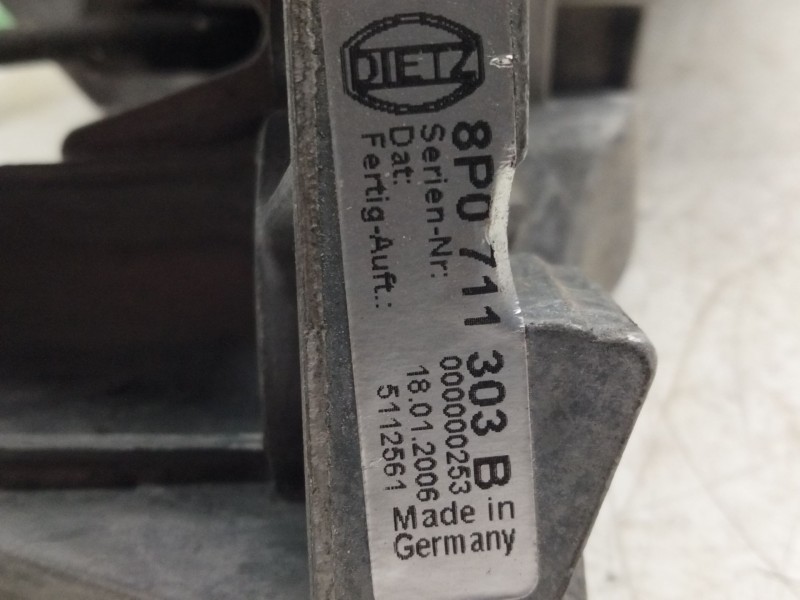 DIETZ
8P0 711 303 B
Serien-Nr: 000000253
Dat: 18.01.2006
Fertig-Auft.: 5112561
Made in
Germany